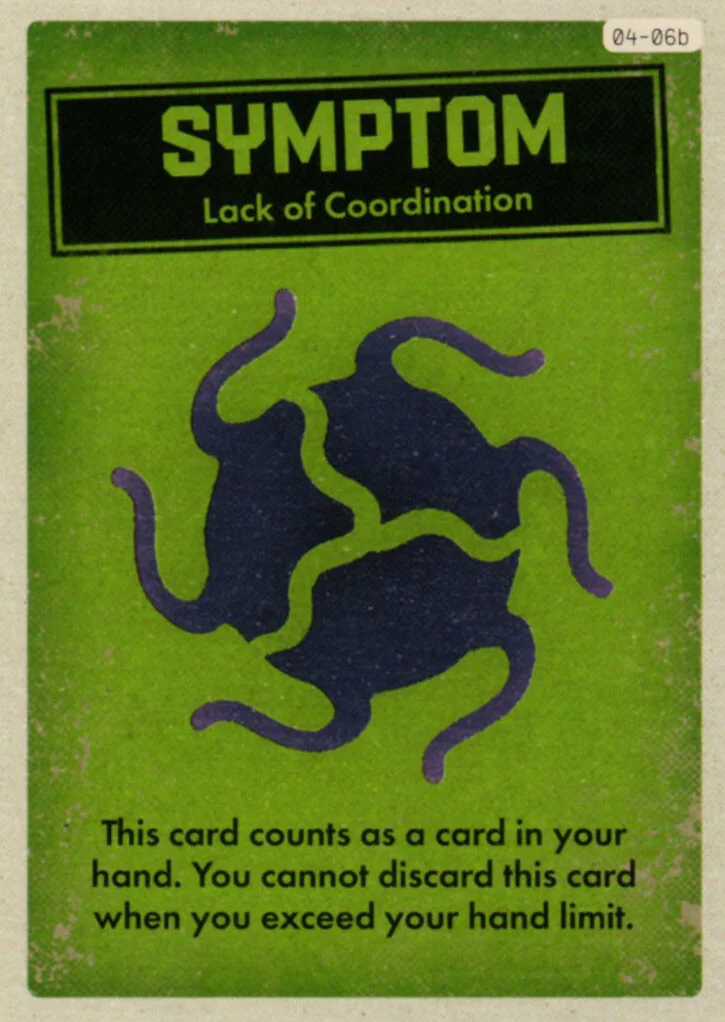 04-06b
SYMPTOM
Lack of Coordination
This card counts as a card in your
hand. You cannot discard this card
when you exceed your hand limit.